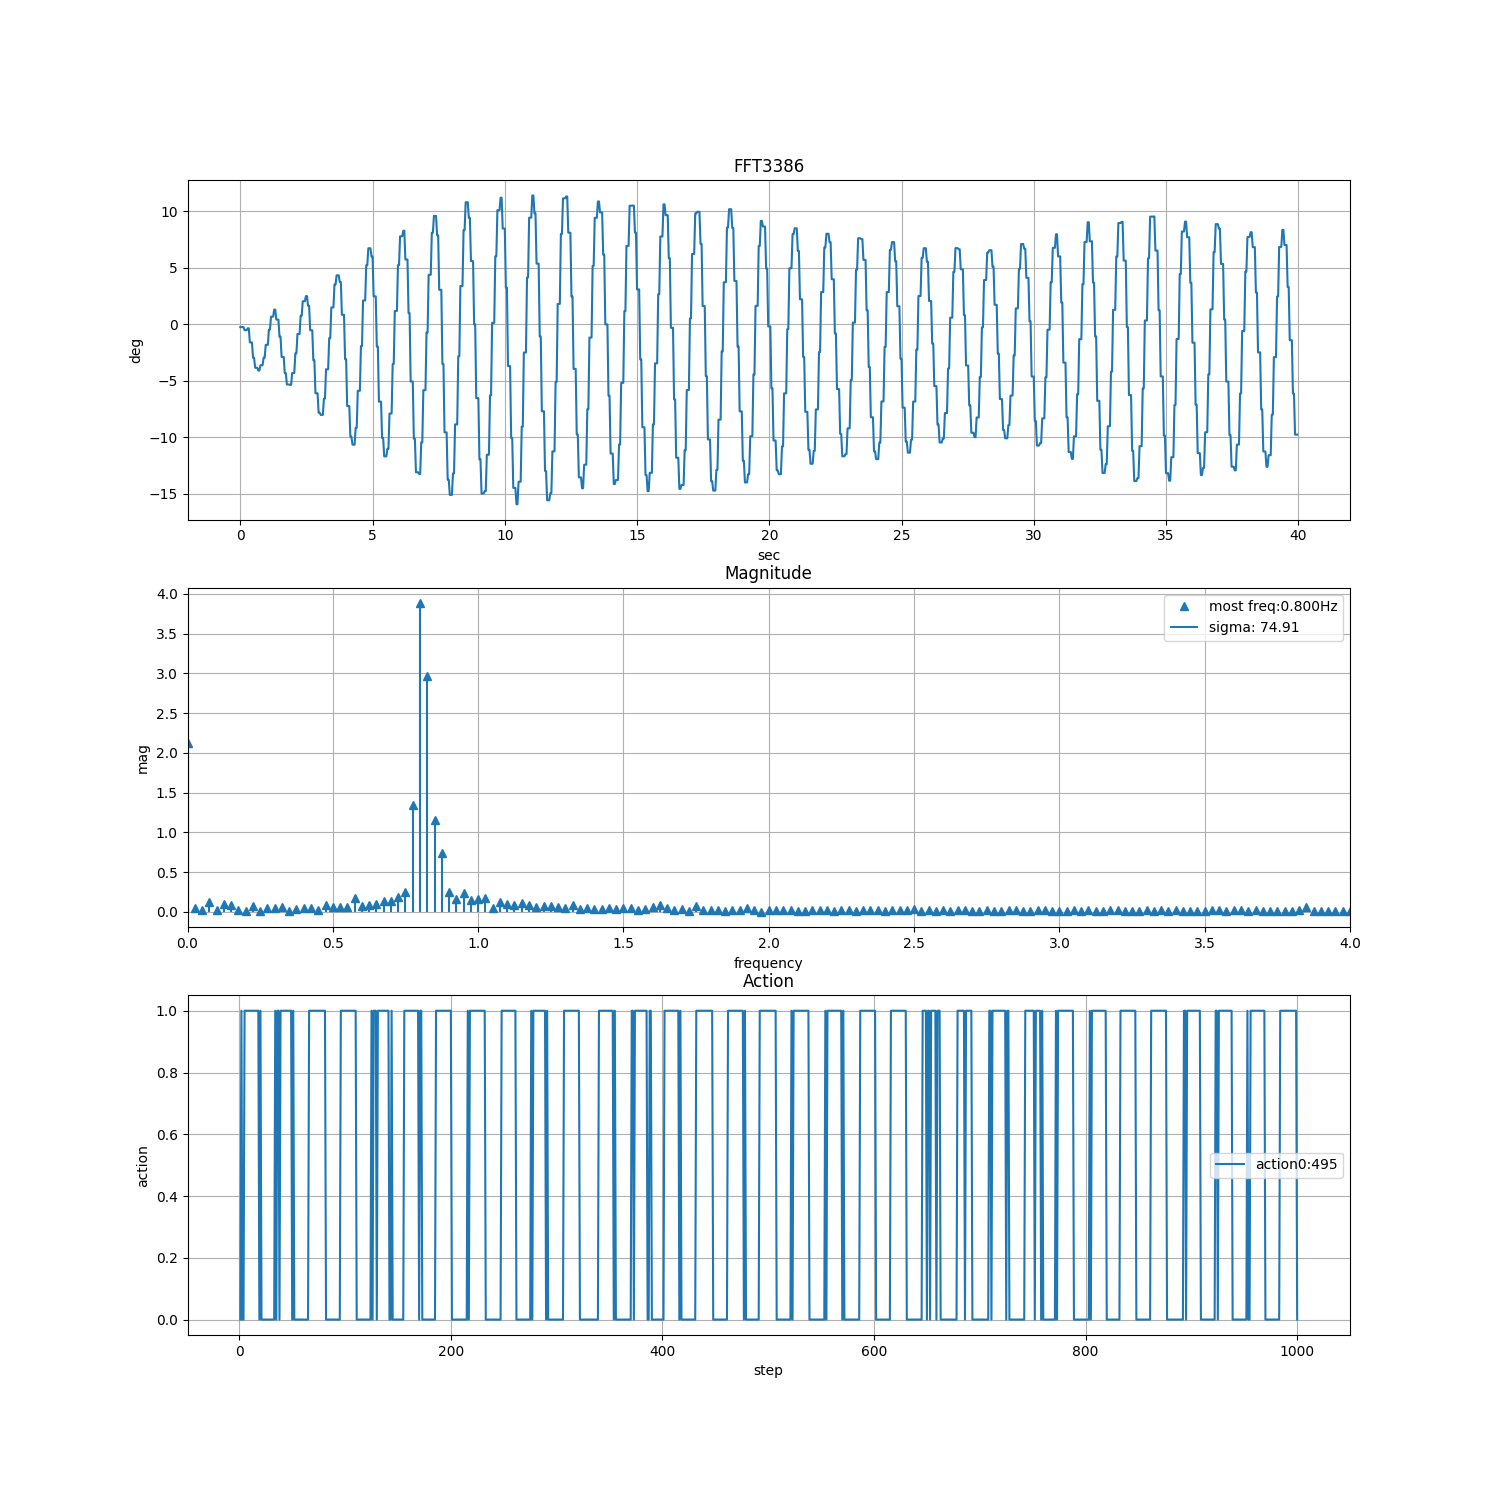 FFT3386
10
5
0
−5
−10
−15
deg
0 5 10 15 20 25 30 35 40
sec
Magnitude
4.0
3.5
3.0
2.5
2.0
1.5
1.0
0.5
0.0
mag
most freq:0.800Hz
sigma: 74.91
0.0 0.5 1.0 1.5 2.0 2.5 3.0 3.5 4.0
frequency
Action
1.0
0.8
0.6
0.4
0.2
0.0
action
action0:495
0 200 400 600 800 1000
step